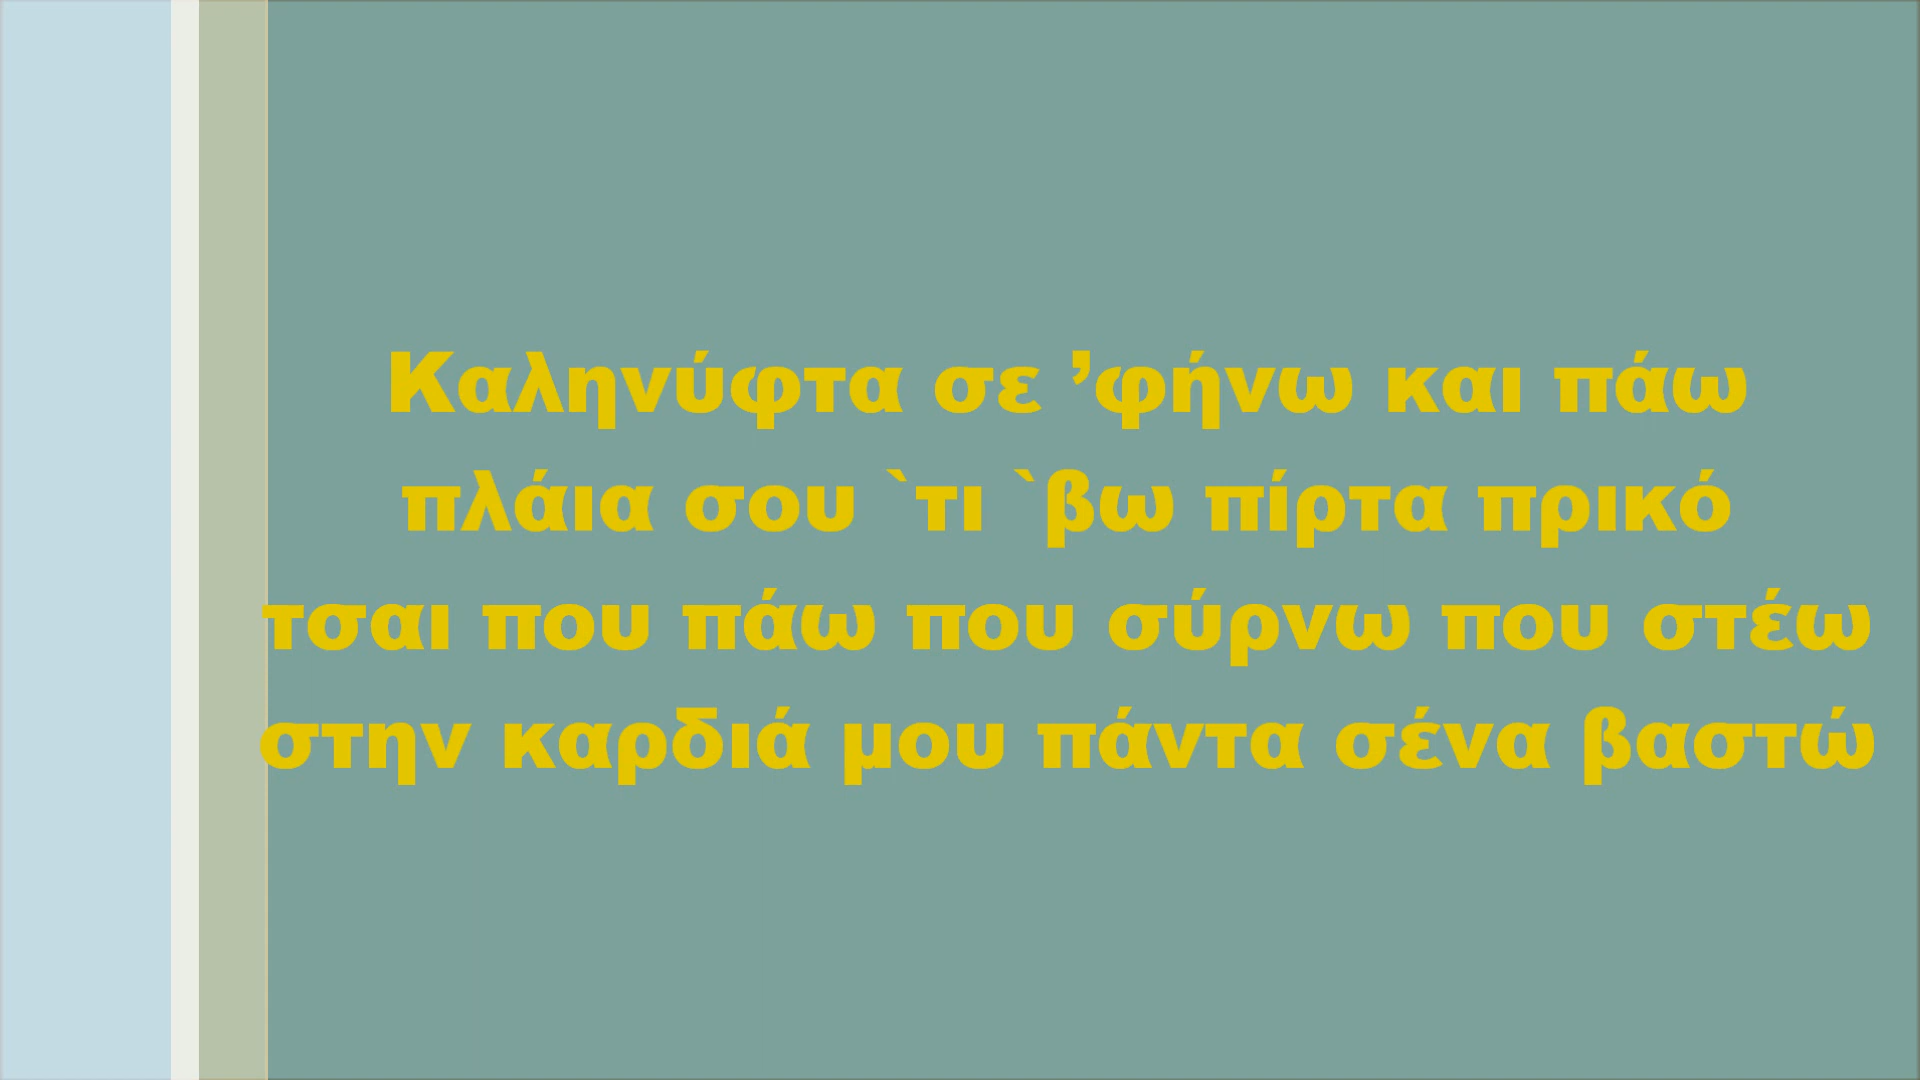 Καληνύφτα σε ’φήνω και πάω
πλάια σου `τι `βω πίρτα πρικό
τσαι που πάω που σύρνω που στέω
στην καρδιά μου πάντα σένα βαστώ